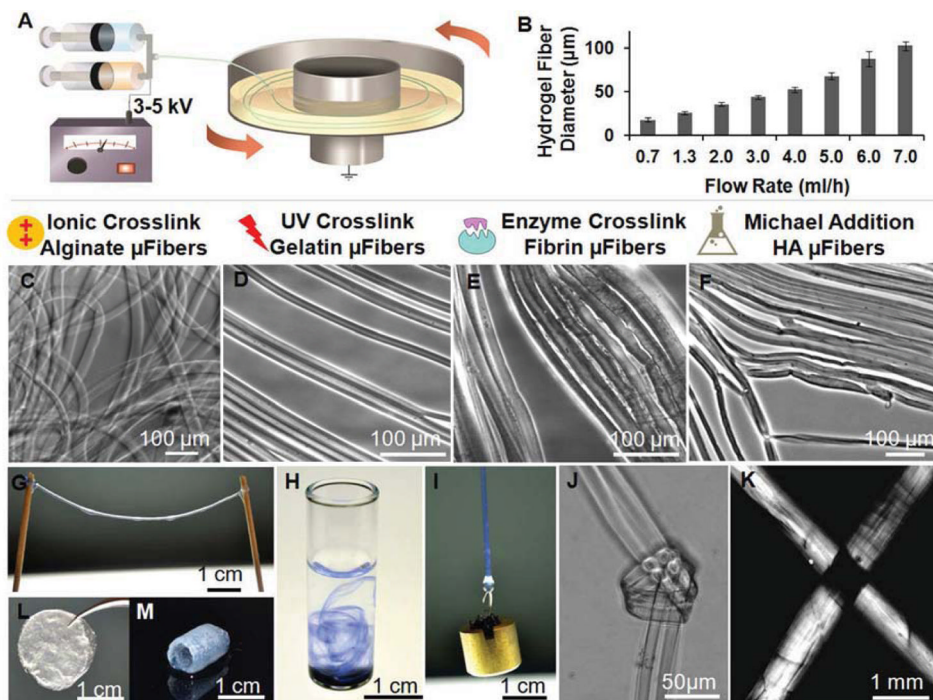 A
3-5 kV
B
Hydrogel Fiber
Diameter (µm)
100
50
0
0.7 1.3 2.0 3.0 4.0 5.0 6.0 7.0
Flow Rate (ml/h)
++
++
Ionic Crosslink
Alginate µFibers
UV Crosslink
Gelatin µFibers
Enzyme Crosslink
Fibrin µFibers
Michael Addition
HA µFibers
C
100 µm
D
100 µm
E
100 µm
F
100 µm
G
1 cm
H
1 cm
I
1 cm
J
50µm
K
1 mm
L
1 cm
M
1 cm